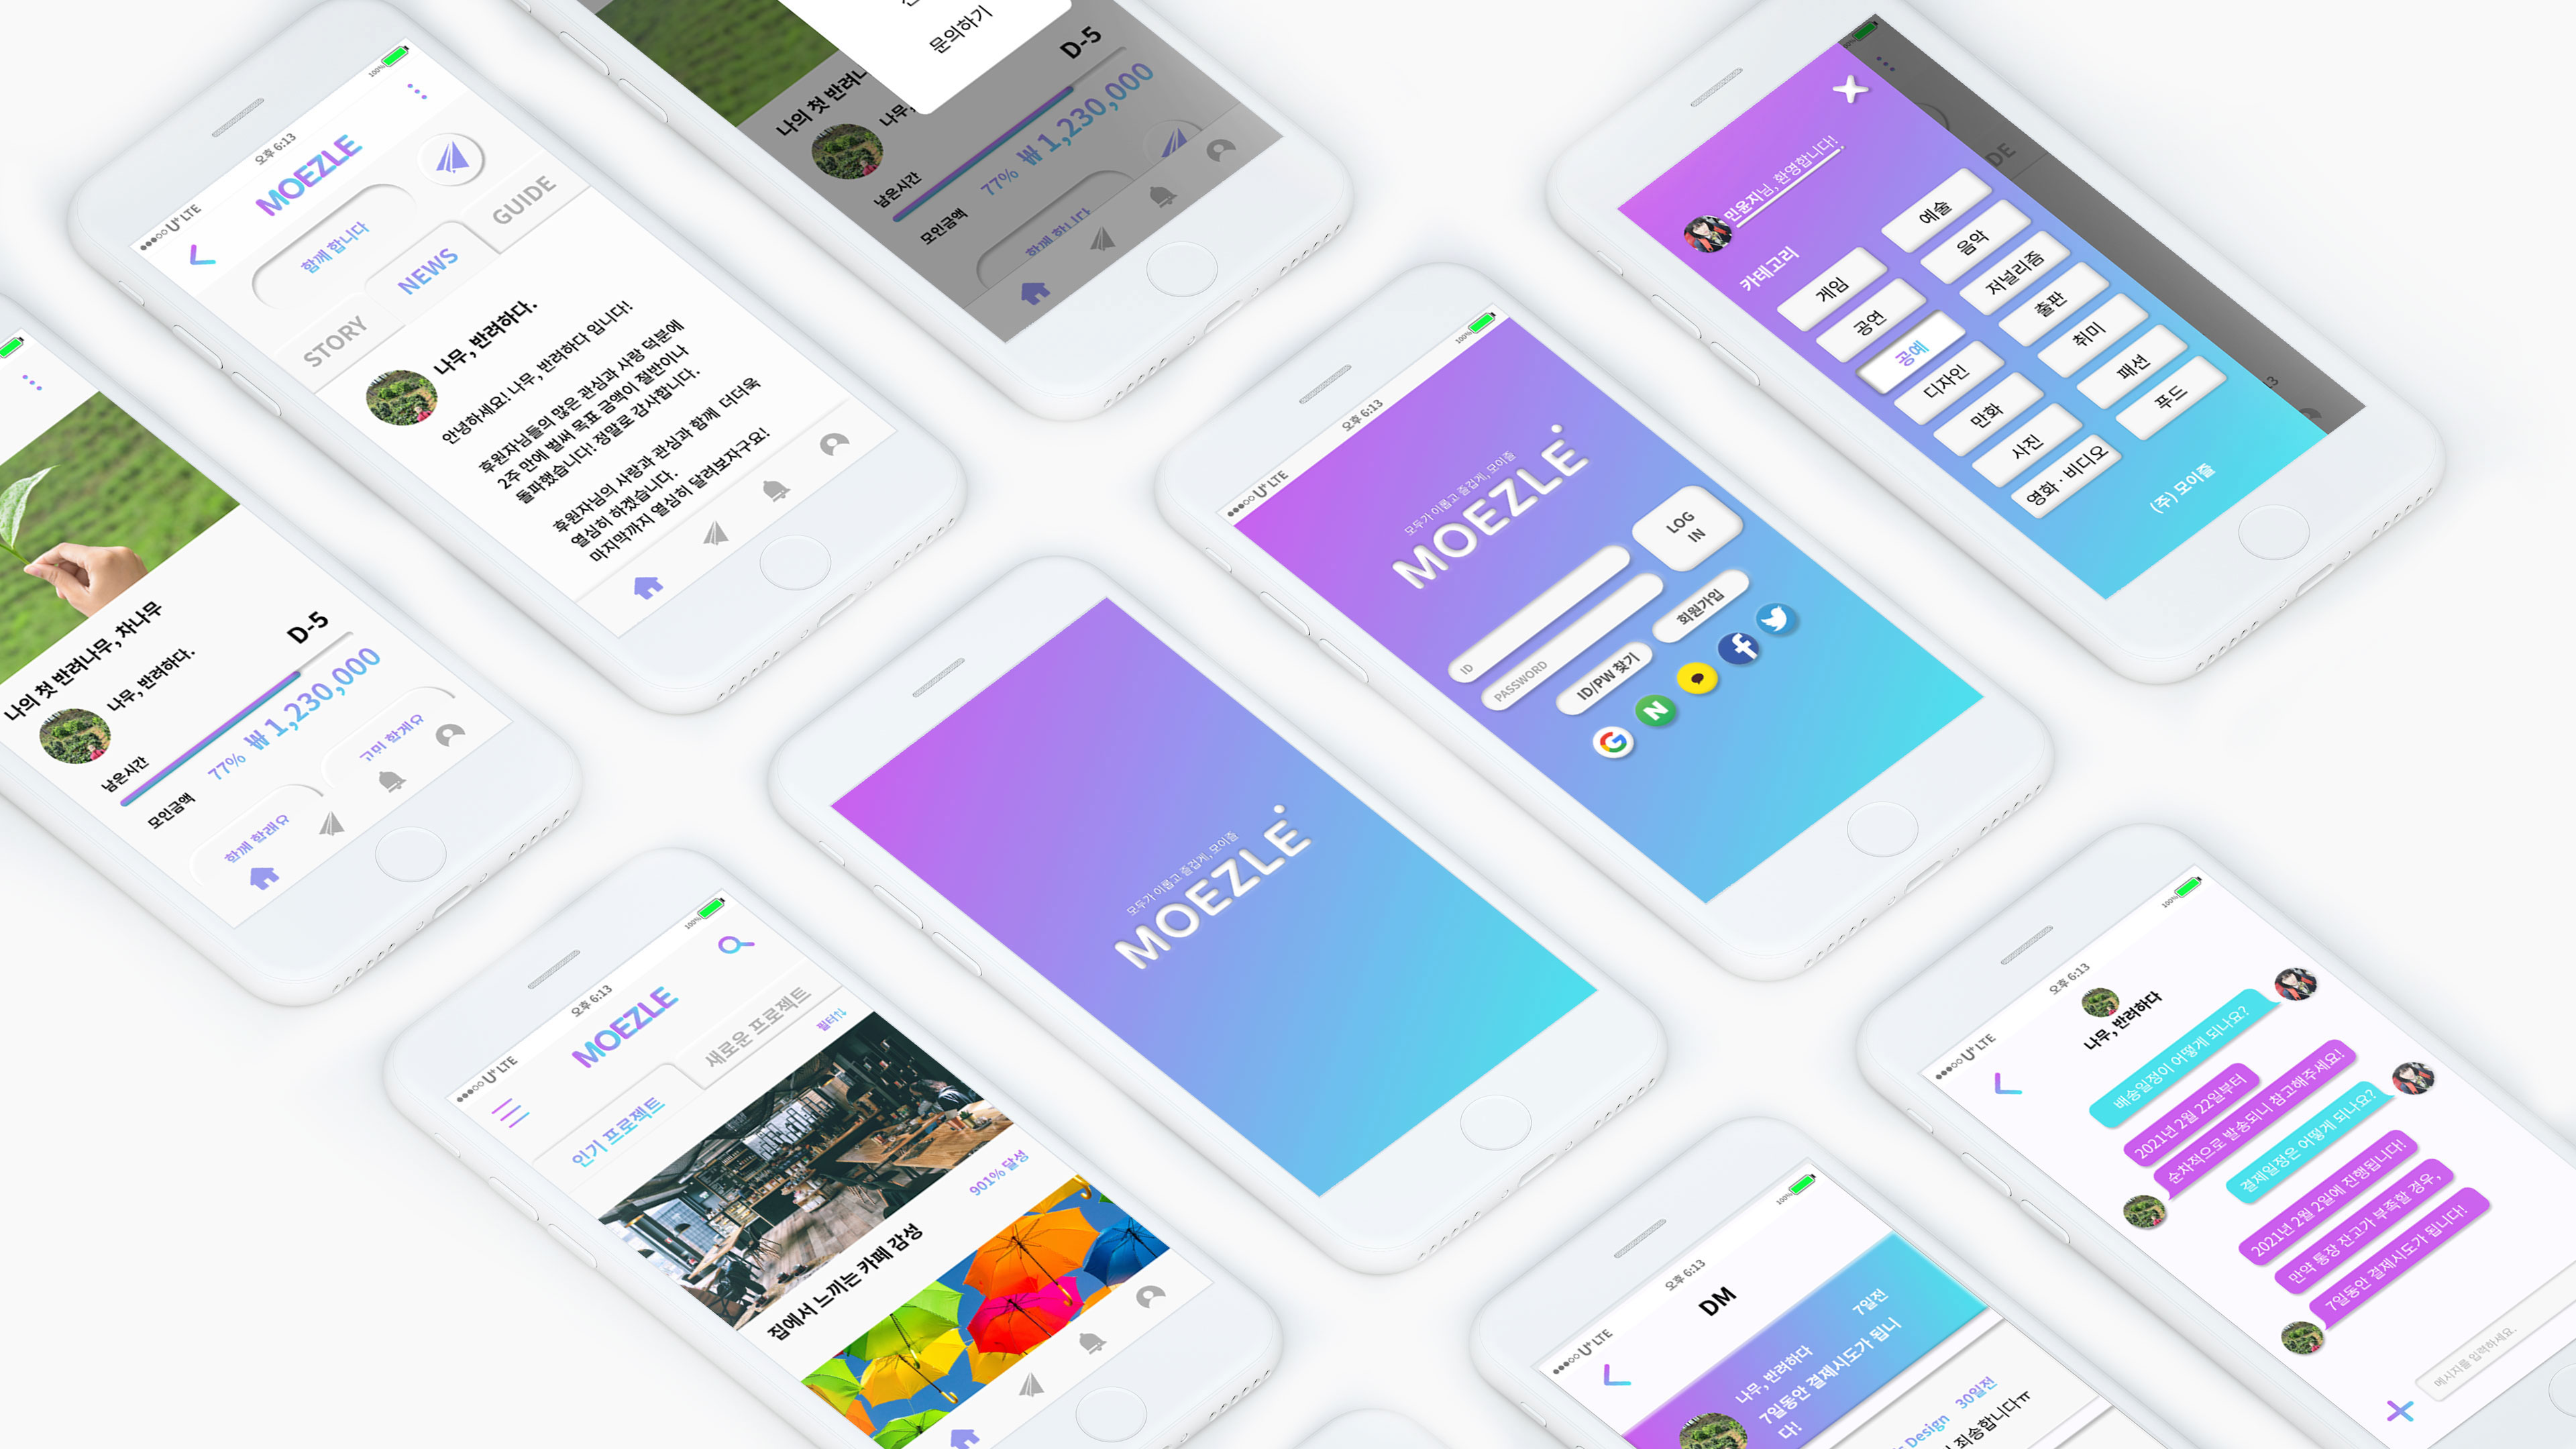 100%
나의 첫 반려나무, 차나무
나무, 반려하다.
D-5
남은시간
77% ₩ 1,230,000
모인금액
함께 할래요
고민 할게요
●●●○○ U⁺ LTE
오후 6:13
100%
MOEZLE
함께 합니다
STORY
NEWS
GUIDE
나무, 반려하다.
안녕하세요! 나무, 반려하다 입니다!
후원자님들의 많은 관심과 사랑 덕분에
2주 만에 벌써 목표 금액이 절반이나
돌파했습니다! 정말로 감사합니다.
후원자님의 사랑과 관심과 함께 더더욱
열심히 하겠습니다.
마지막까지 열심히 달려보자구요!
문의하기
나의 첫 반려나
나무,
D-5
남은시간
77% ₩ 1,230,000
모인금액
함께 합니다
●●●○○ U⁺ LTE
오후 6:13
100%
MOEZLE
인기 프로젝트
새로운 프로젝트
필터↑↓
901% 달성
집에서 느끼는 카페 감성
모두가 이롭고 즐겁게, 모이즐
MOEZLE
●●●○○ U⁺ LTE
오후 6:13
100%
모두가 이롭고 즐겁게, 모이즐
MOEZLE
ID
PASSWORD
LOG
IN
ID/PW 찾기
회원가입
N
f
민윤지님, 환영합니다!
카테고리
게임
예술
공연
음악
공예
저널리즘
디자인
출판
만화
취미
사진
패션
영화 · 비디오
푸드
(주) 모이즐
DE
●●●○○ U⁺ LTE
오후 6:13
100%
DM
나무, 반려하다
7일전
7일동안 결제시도가 됩니
다!
Design
30일전
죄송합니다ㅠ
●●●○○ U⁺ LTE
오후 6:13
100%
나무, 반려하다
배송일정이 어떻게 되나요?
2021년 2월 22일부터
순차적으로 발송되니 참고해주세요!
결제일정은 어떻게 되나요?
2021년 2월 2일에 진행됩니다!
만약 통장 잔고가 부족할 경우,
7일동안 결제시도가 됩니다!
메시지를 입력하세요.